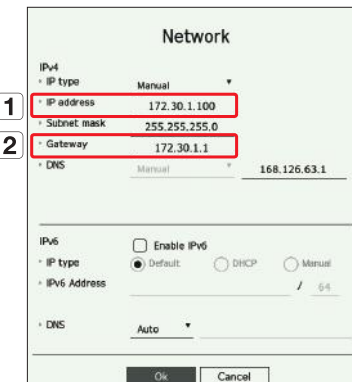 Network
IPv4
IP type Manual
1 IP address 172.30.1.100
Subnet mask 255.255.255.0
2 Gateway 172.30.1.1
DNS Manual 168.126.63.1
IPv6 Enable IPv6
IP type Default DHCP Manual
IPv6 Address / 64
DNS Auto
Ok Cancel